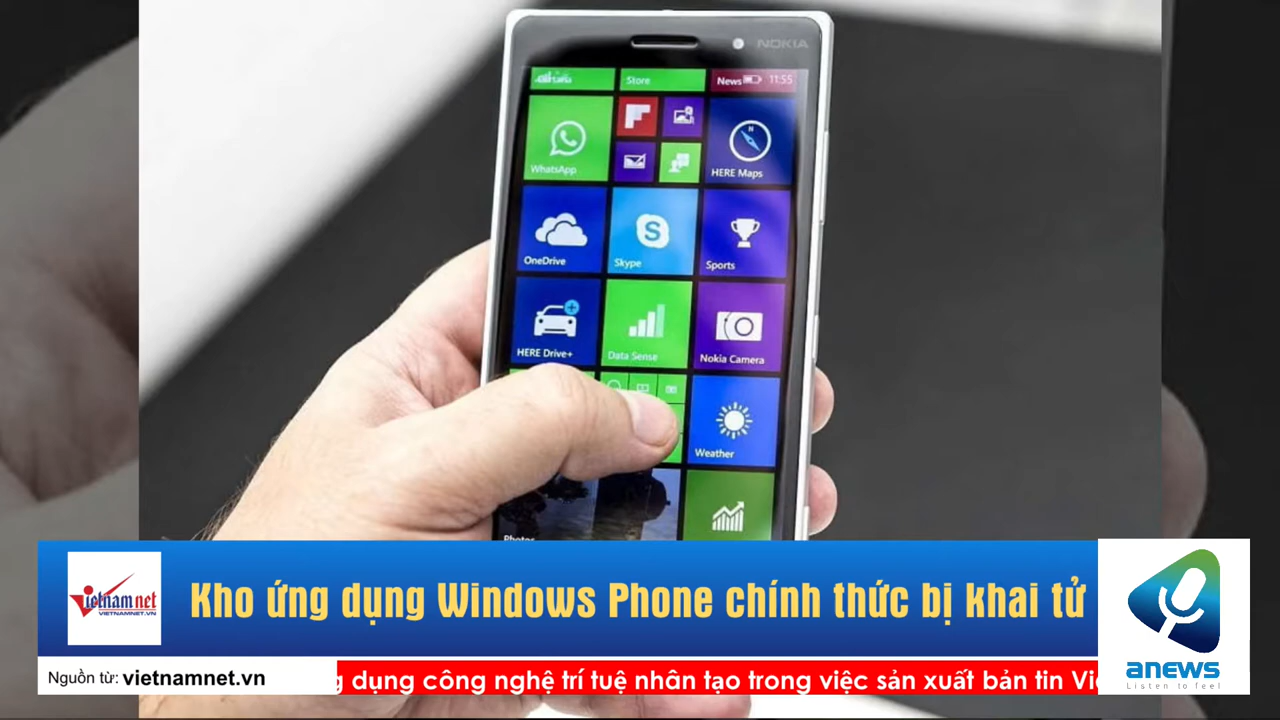 NOKIA
Store
News 11:55
WhatsApp
N
HERE Maps
OneDrive
Skype
Sports
HERE Drive+
Data Sense
Nokia Camera
Weather
Photos
Vietnamnet
VIETNAMNET.VN
Kho ứng dụng Windows Phone chính thức bị khai tử
Nguồn từ: vietnamnet.vn
dụng công nghệ trí tuệ nhân tạo trong việc sản xuất bản tin
anews
Listen to feel